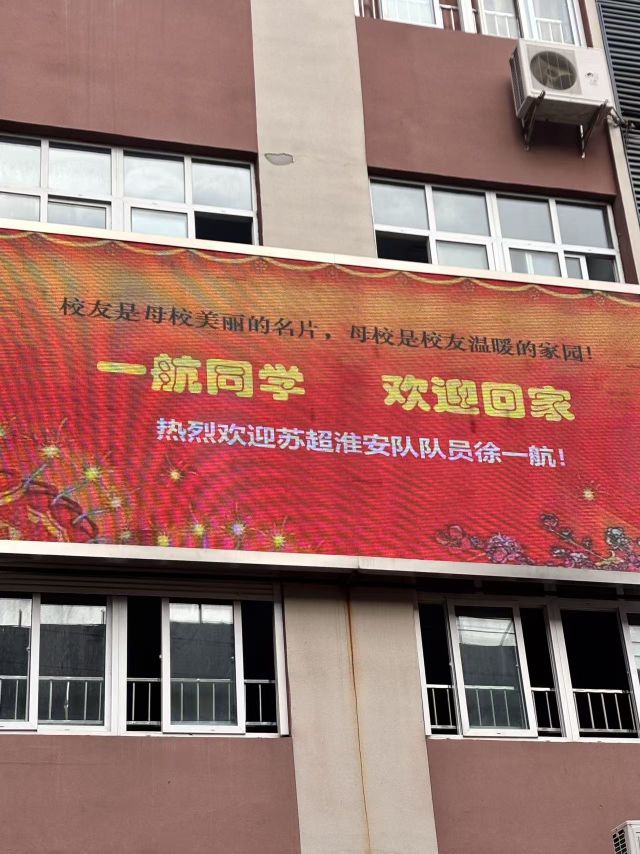 校友是母校美丽的名片，母校是校友温暖的家园！
一航同学 欢迎回家
热烈欢迎苏超淮安队队员徐一航！